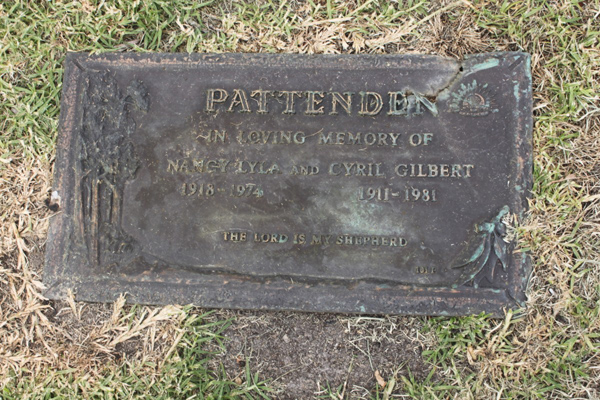 PATTENDEN
IN LOVING MEMORY OF
NANCY LYLA AND CYRIL GILBERT
1918 - 1974 1911 - 1981
THE LORD IS MY SHEPHERD